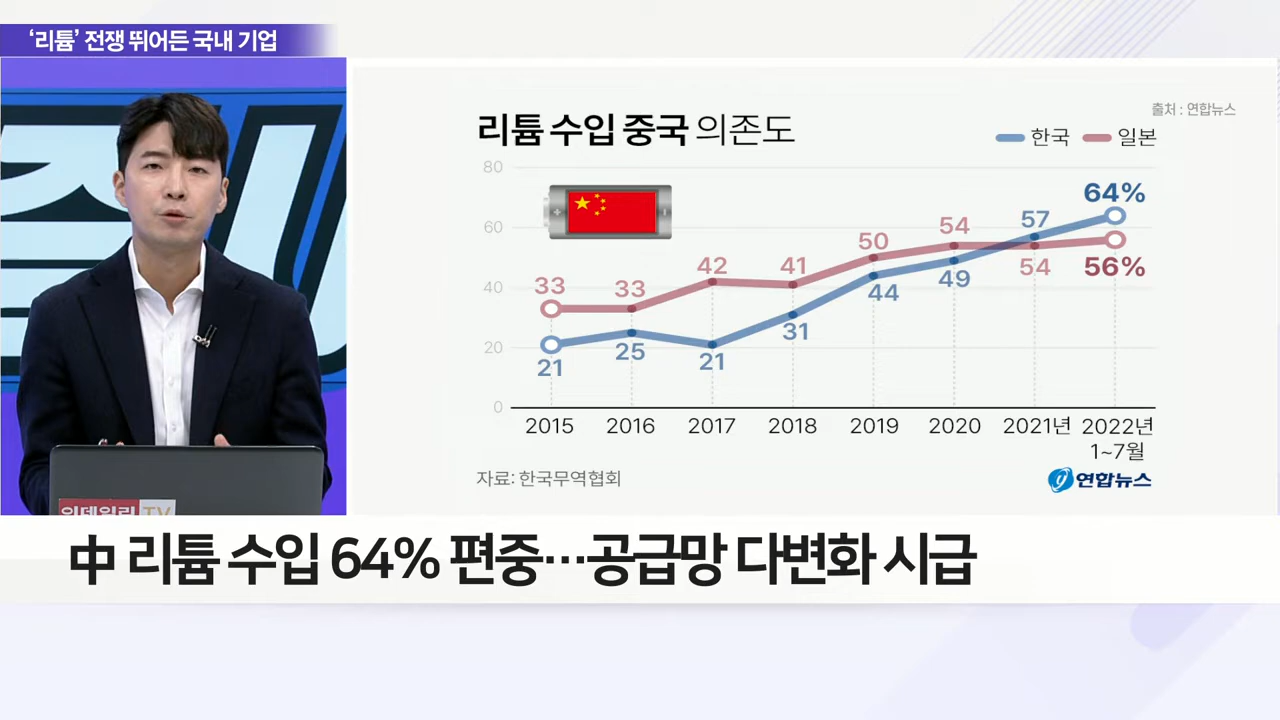 ‘리튬’ 전쟁 뛰어든 국내 기업
출처 : 연합뉴스
리튬 수입 중국 의존도
한국 일본
80
60
40
20
0
33 33 42 41 50 54 54 56%
21 25 21 31 44 49 57 64%
2015 2016 2017 2018 2019 2020 2021년 2022년
1~7월
자료: 한국무역협회
연합뉴스
이데일리 TV
中 리튬 수입 64% 편중…공급망 다변화 시급